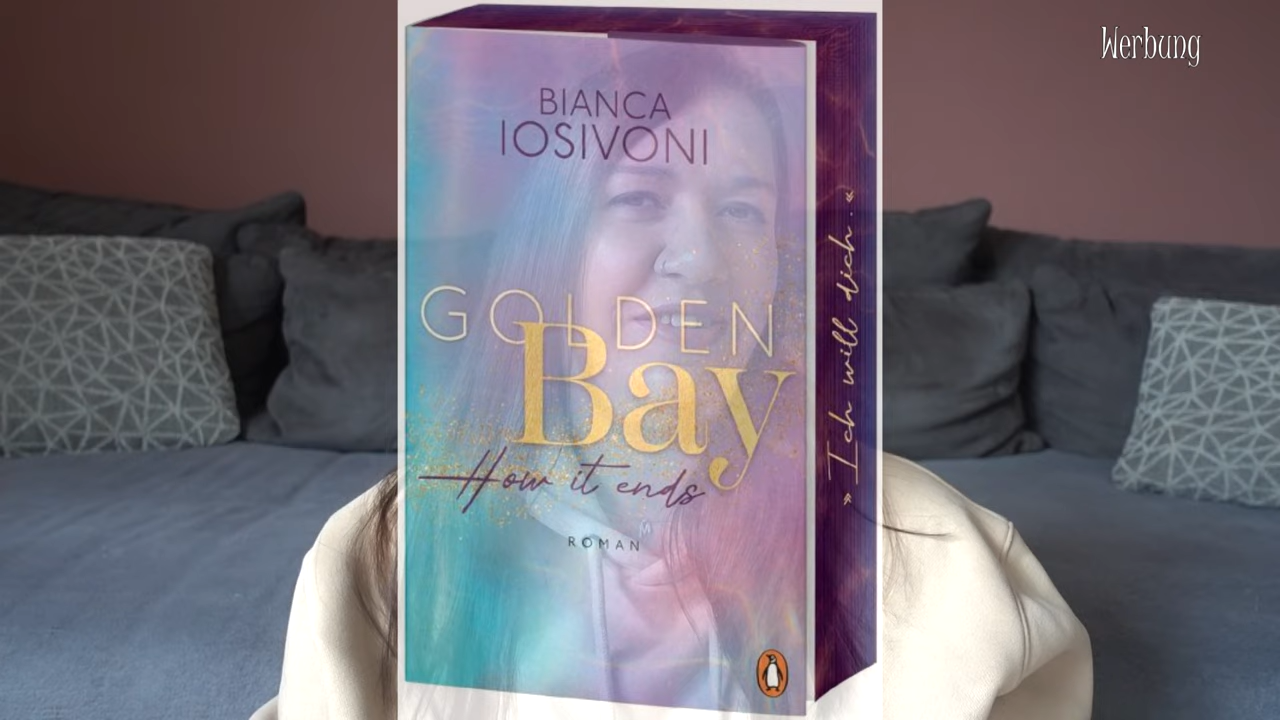 Werbung
BIANCA
IOSIVONI
GOLDEN
Bay
How it ends
ROMAN
»Ich will dich.«